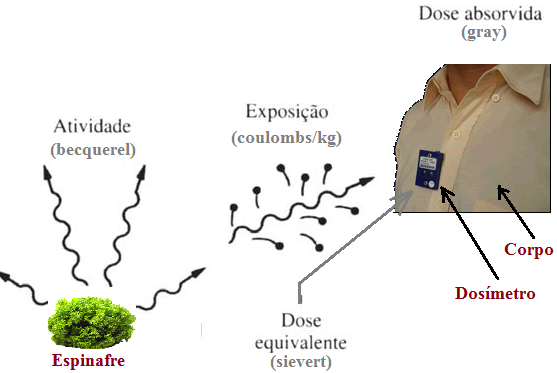 Dose absorvida
(gray)
Exposição
(coulombs/kg)
Atividade
(becquerel)
Corpo
Dosímetro
Dose
equivalente
(sievert)
Espinafre